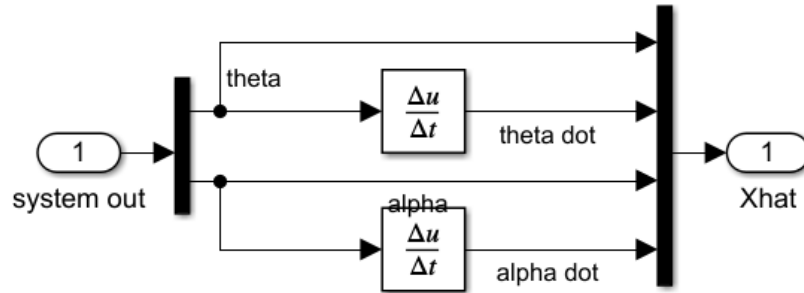 theta
Δu
Δt
theta dot
1
1
system out
alpha
Xhat
Δu
Δt
alpha dot